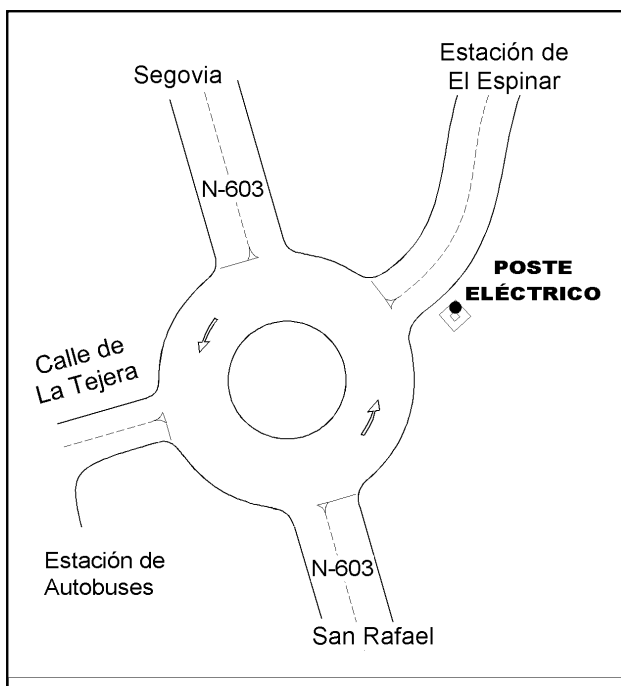 Segovia
Estación de
El Espinar
N-603
POSTE
ELÉCTRICO
Calle de
La Tejera
Estación de
Autobuses
N-603
San Rafael